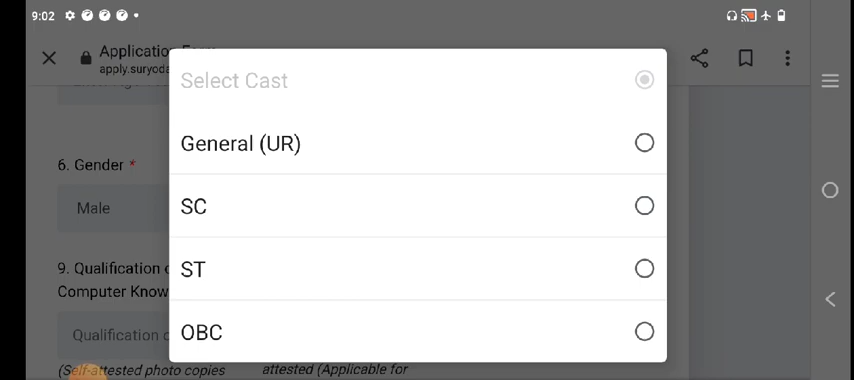 9:02
Application
apply.suryoda
Select Cast
General (UR)
6. Gender *
SC
Male
ST
9. Qualification
Computer Know
OBC
Qualification
(Self-attested photo copies
attested (Applicable for